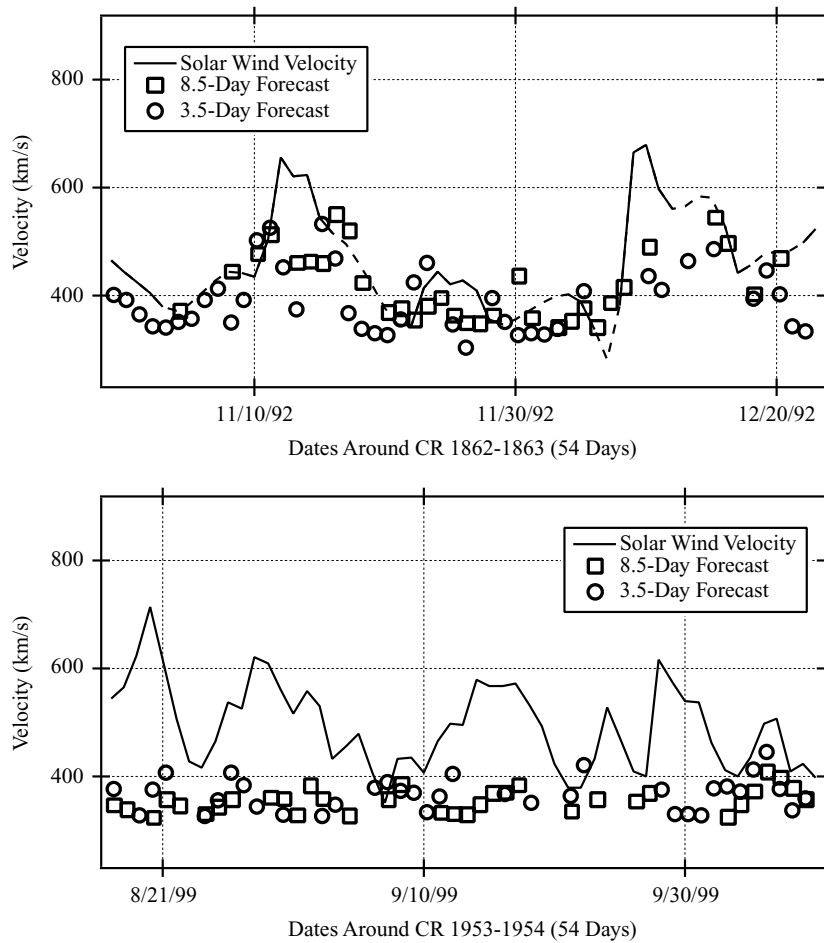 800
600
400
Velocity (km/s)
Solar Wind Velocity
8.5-Day Forecast
3.5-Day Forecast
11/10/92 11/30/92 12/20/92
Dates Around CR 1862-1863 (54 Days)
800
600
400
Velocity (km/s)
Solar Wind Velocity
8.5-Day Forecast
3.5-Day Forecast
8/21/99 9/10/99 9/30/99
Dates Around CR 1953-1954 (54 Days)